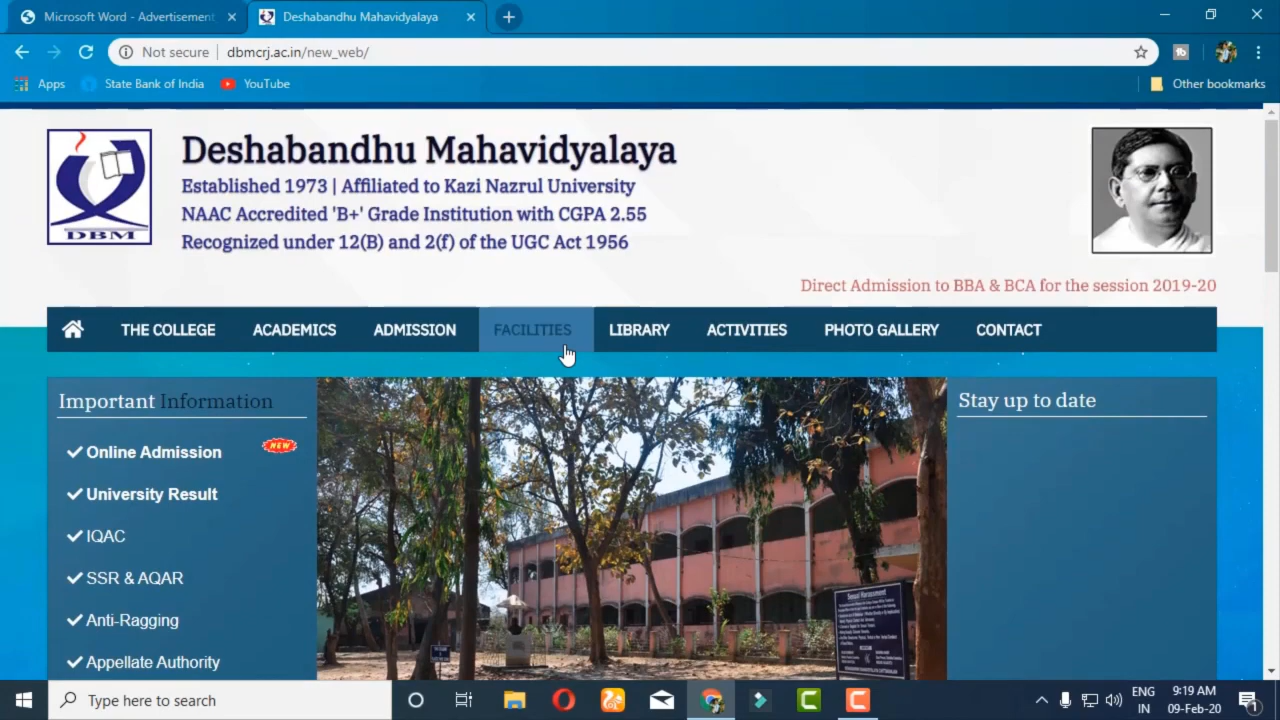 Microsoft Word - Advertisement
Deshabandhu Mahavidyalaya
Not secure
dbmcrj.ac.in/new_web/
Apps
State Bank of India
YouTube
Other bookmarks
DBM
Deshabandhu Mahavidyalaya
Established 1973 | Affiliated to Kazi Nazrul University
NAAC Accredited 'B+' Grade Institution with CGPA 2.55
Recognized under 12(B) and 2(f) of the UGC Act 1956
Direct Admission to BBA & BCA for the session 2019-20
THE COLLEGE
ACADEMICS
ADMISSION
FACILITIES
LIBRARY
ACTIVITIES
PHOTO GALLERY
CONTACT
Important Information
Online Admission
NEW
University Result
IQAC
SSR & AQAR
Anti-Ragging
Appellate Authority
Sexual Harassment
Stay up to date
Type here to search
ENG
IN
9:19 AM
09-Feb-20
1